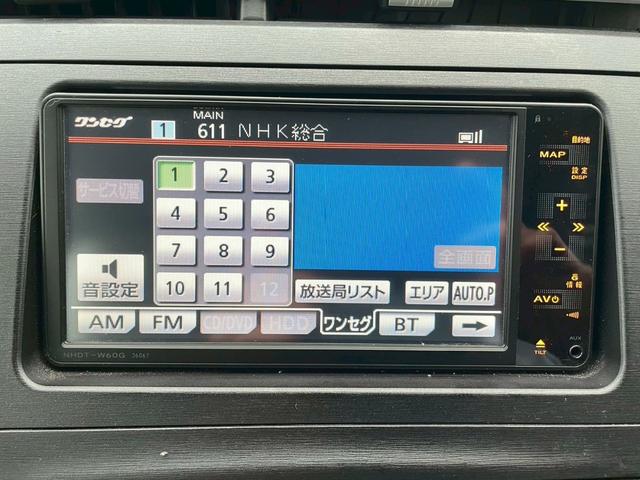 ワンセグ 1 MAIN 611 NHK総合
サービス切替
1 2 3
4 5 6
7 8 9
10 11 12
全画面
音設定
放送局リスト エリア AUTO.P
AM FM CD/DVD HDD ワンセグ BT
NHDT-W60G
目的地
MAP
設定
DISP
情報
AV
TILT
AUX